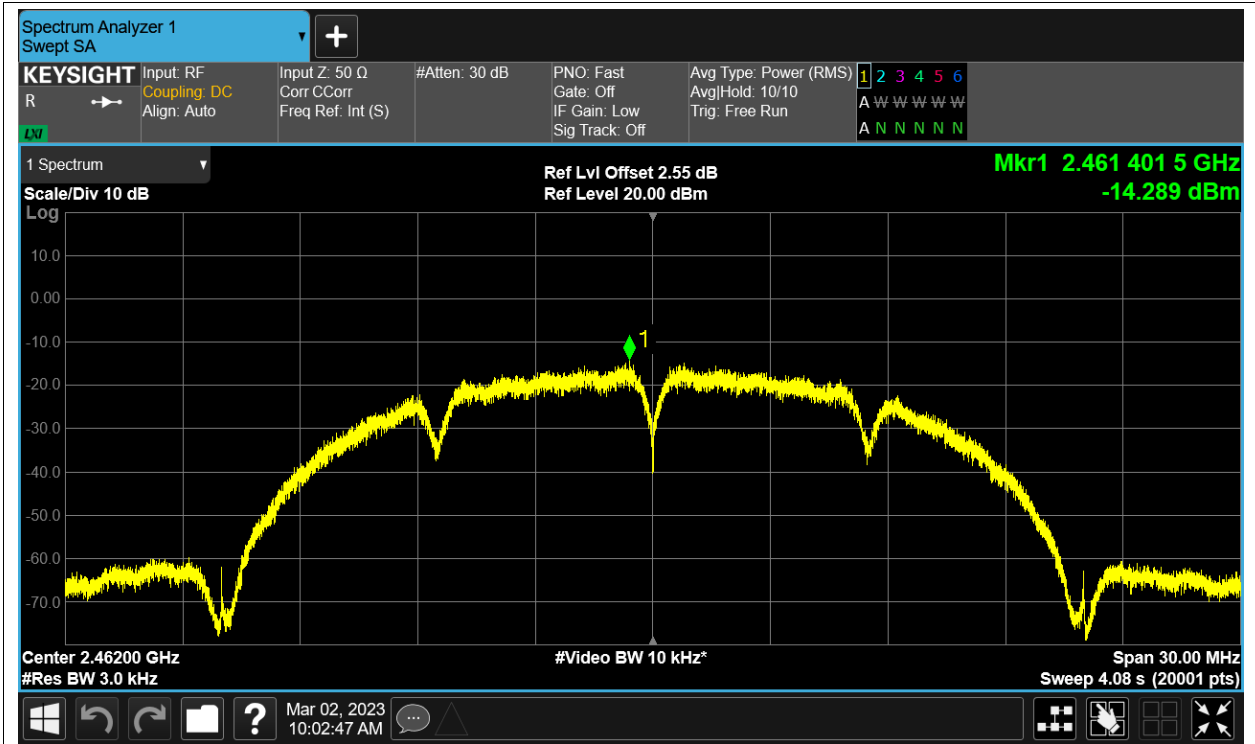 Spectrum Analyzer 1
Swept SA
+
KEYSIGHT
R
LXI
Input: RF
Coupling: DC
Align: Auto
Input Z: 50 Ω
Corr CCorr
Freq Ref: Int (S)
#Atten: 30 dB
PNO: Fast
Gate: Off
IF Gain: Low
Sig Track: Off
Avg Type: Power (RMS)
Avg|Hold: 10/10
Trig: Free Run
1 2 3 4 5 6
A W W W W W
A N N N N N
1 Spectrum
Scale/Div 10 dB
Log
Ref Lvl Offset 2.55 dB
Ref Level 20.00 dBm
Mkr1 2.461 401 5 GHz
-14.289 dBm
10.0
0.00
-10.0
-20.0
-30.0
-40.0
-50.0
-60.0
-70.0
1
Center 2.46200 GHz
#Res BW 3.0 kHz
#Video BW 10 kHz*
Span 30.00 MHz
Sweep 4.08 s (20001 pts)
?
Mar 02, 2023
10:02:47 AM